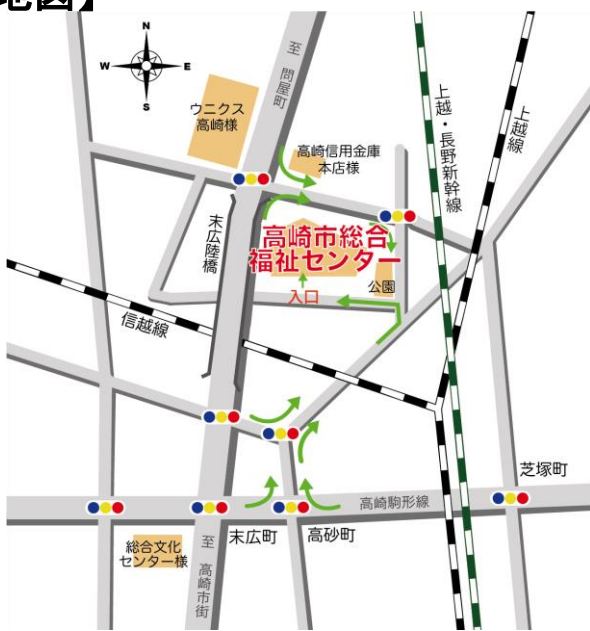 地図】
N
W
E
S
至 問屋町
ウニクス
高崎様
高崎信用金庫
本店様
上越・長野新幹線
上越線
末広陸橋
高崎市総合
福祉センター
公園
入口
信越線
芝塚町
高崎駒形線
末広町
高砂町
総合文化
センター様
至 高崎市街